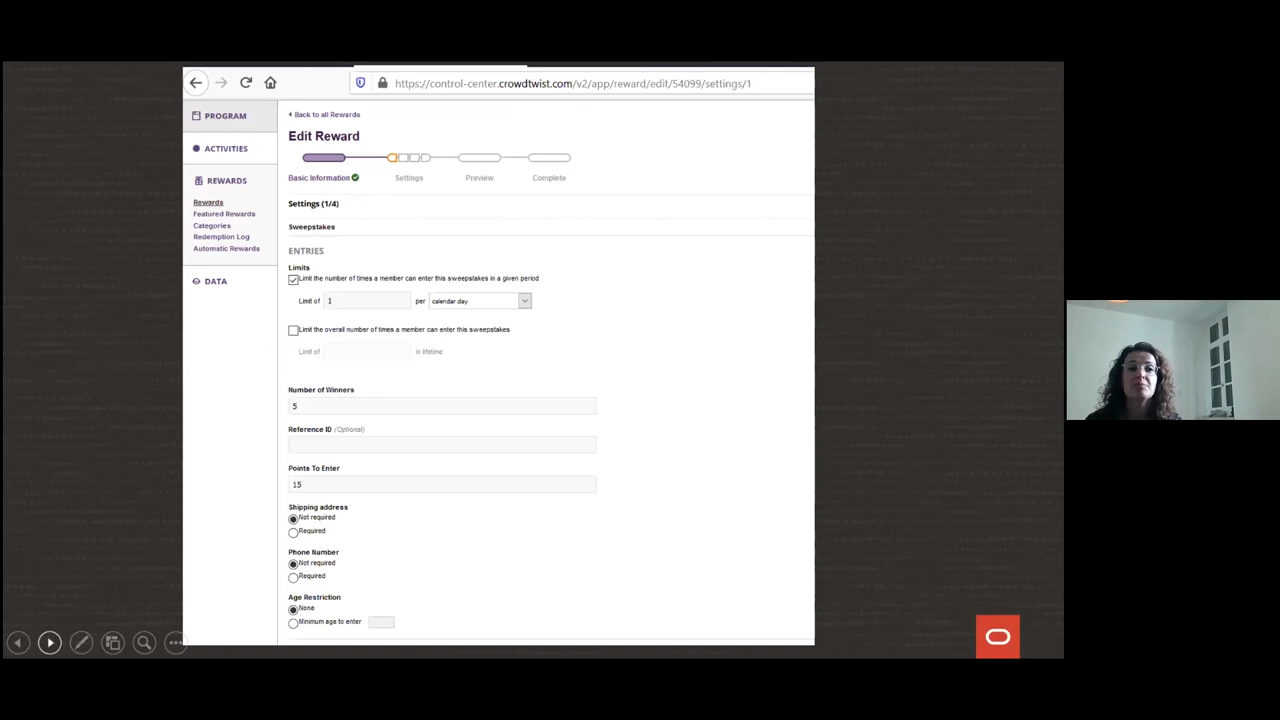 https://control-center.crowdtwist.com/v2/app/reward/edit/54099/settings/1
PROGRAM
ACTIVITIES
REWARDS
Rewards
Featured Rewards
Categories
Redemption Log
Automatic Rewards
DATA
Back to all Rewards
Edit Reward
Basic Information
Settings
Preview
Complete
Settings (1/4)
Sweepstakes
ENTRIES
Limits
Limit the number of times a member can enter this sweepstakes in a given period
Limit of 1 per calendar day
Limit the overall number of times a member can enter this sweepstakes
Limit of in lifetime
Number of Winners
5
Reference ID (Optional)
Points To Enter
15
Shipping address
Not required
Required
Phone Number
Not required
Required
Age Restriction
None
Minimum age to enter